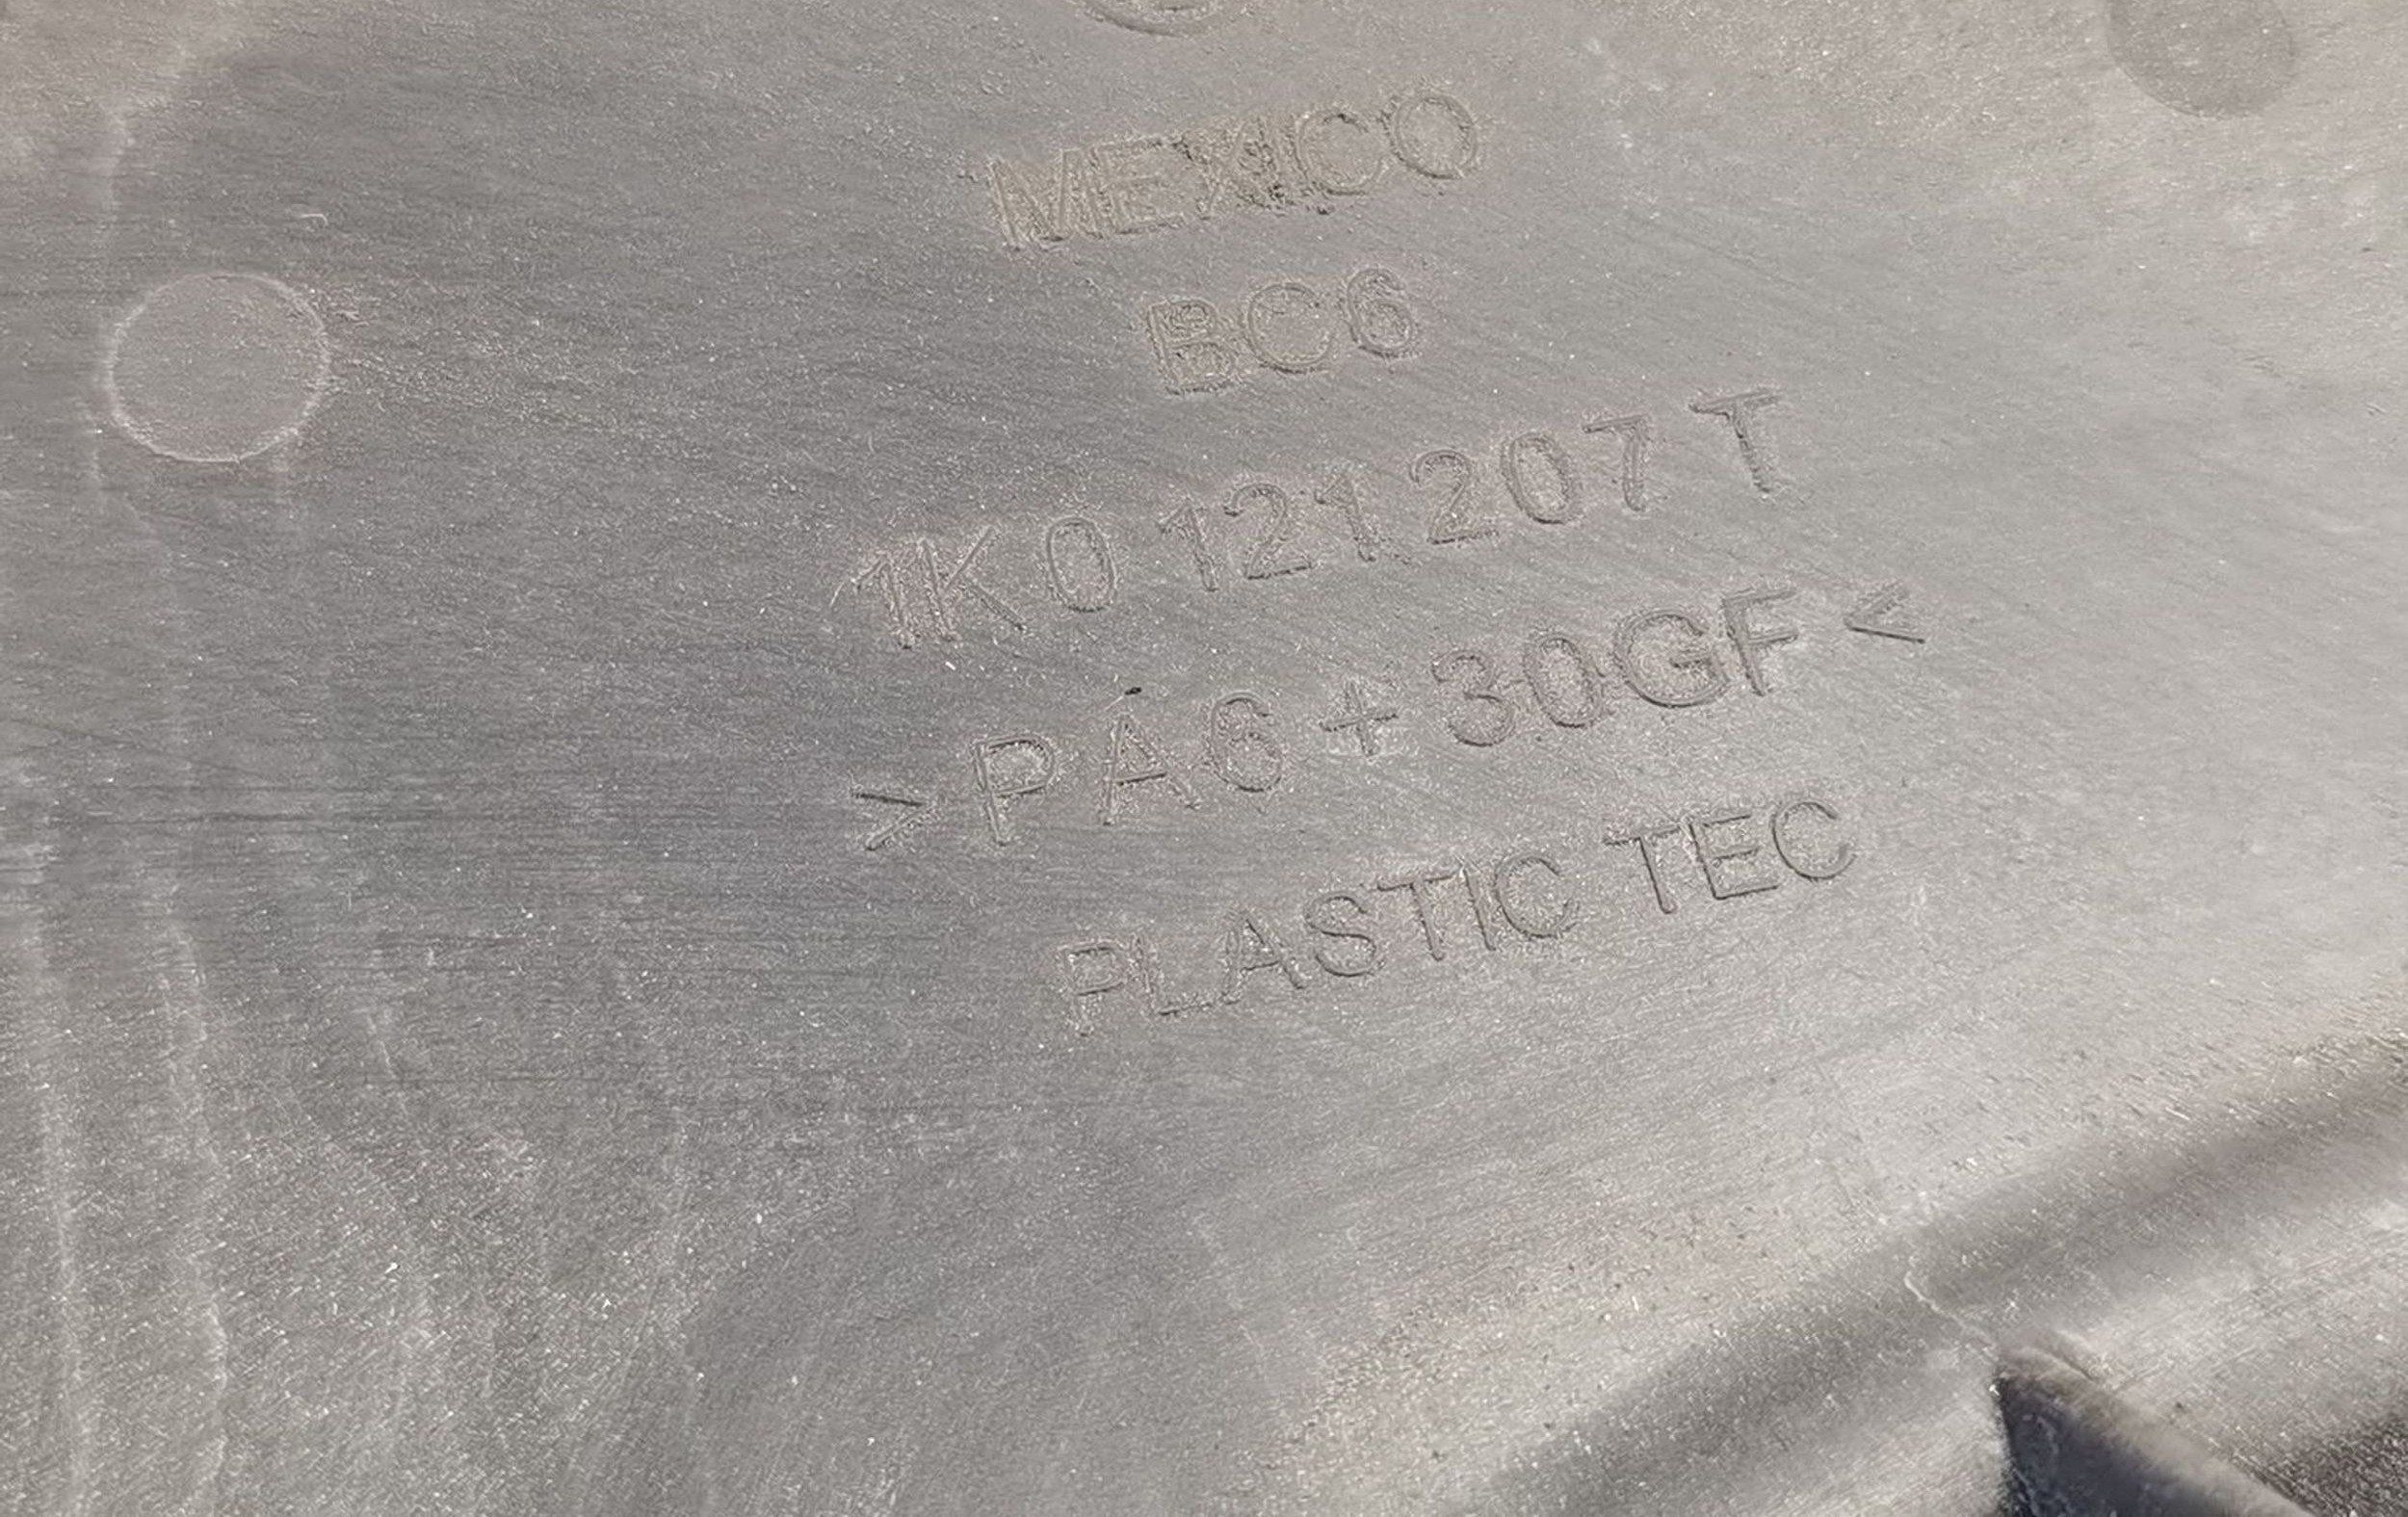 MEXICO
BC6
1K0 121 207 T
>PA6+30GF<
PLASTIC TEC